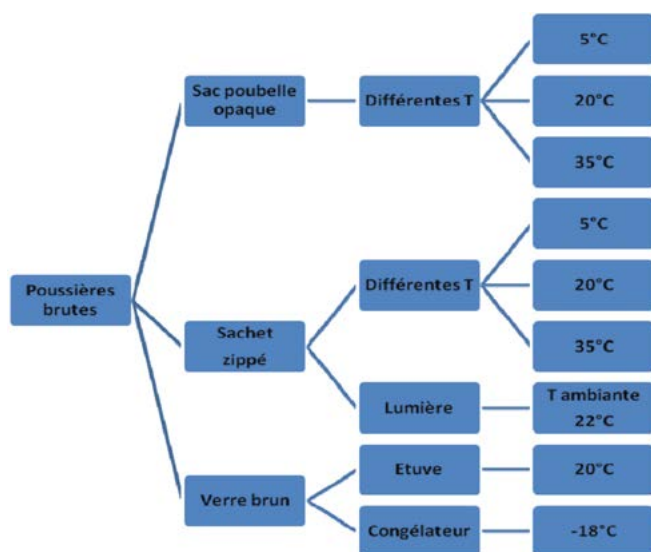 Poussières
brutes
Sac poubelle
opaque
Différentes T
5°C
20°C
35°C
Sachet
zippé
Différentes T
5°C
20°C
35°C
Lumière
T ambiante
22°C
Verre brun
Etuve
20°C
Congélateur
-18°C